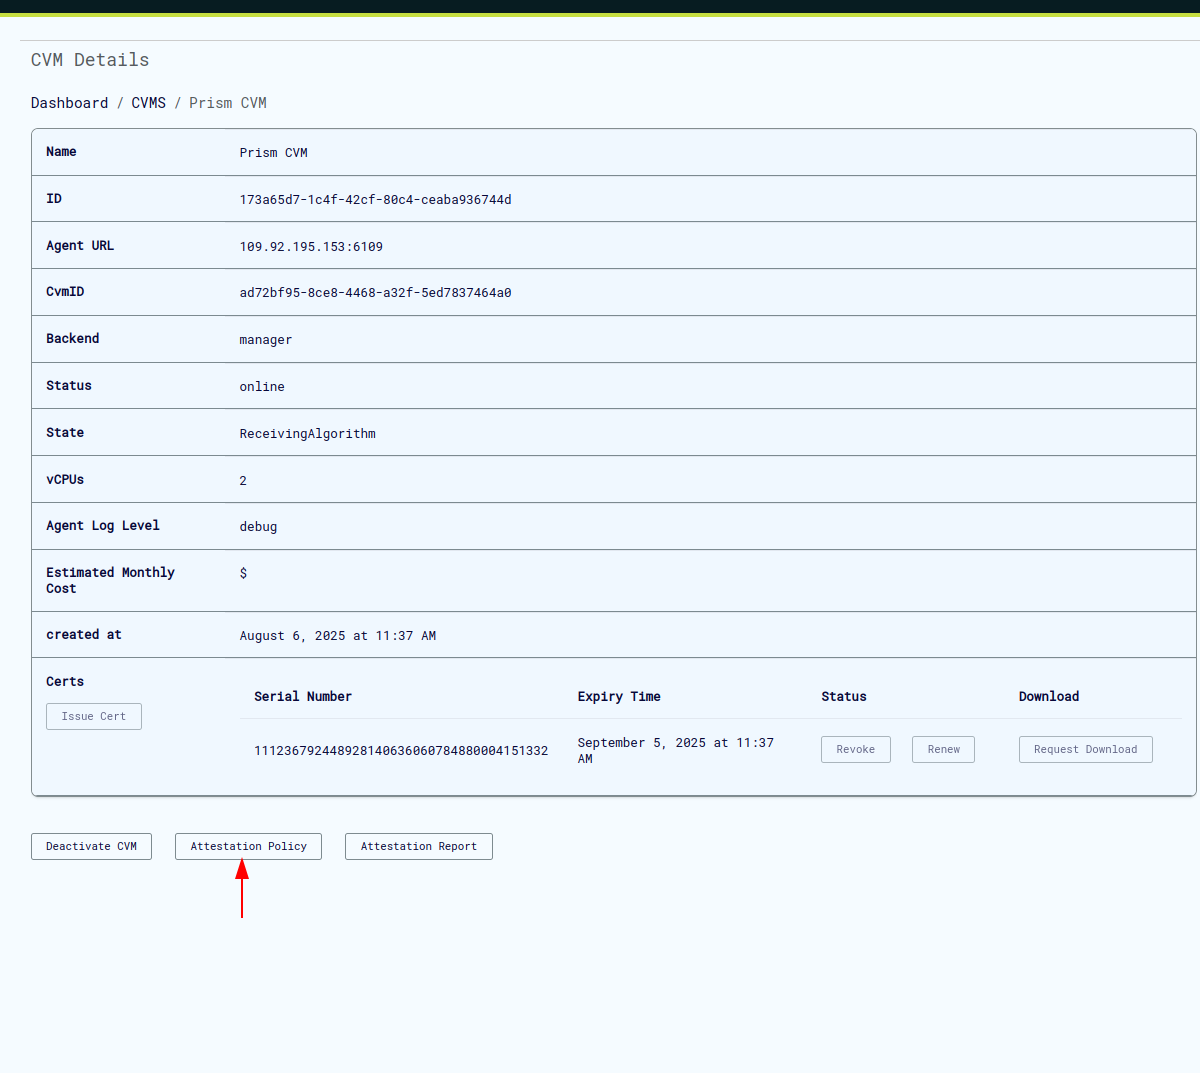 CVM Details
Dashboard / CVMS / Prism CVM
Name Prism CVM
ID 173a65d7-1c4f-42cf-80c4-ceaba936744d
Agent URL 109.92.195.153:6109
CvmID ad72bf95-8ce8-4468-a32f-5ed7837464a0
Backend manager
Status online
State ReceivingAlgorithm
vCPUs 2
Agent Log Level debug
Estimated Monthly $
Cost
created at August 6, 2025 at 11:37 AM
Certs
Issue Cert
Serial Number Expiry Time Status Download
111236792448928140636060784880004151332 September 5, 2025 at 11:37 Revoke Renew Request Download
AM
Deactivate CVM Attestation Policy Attestation Report